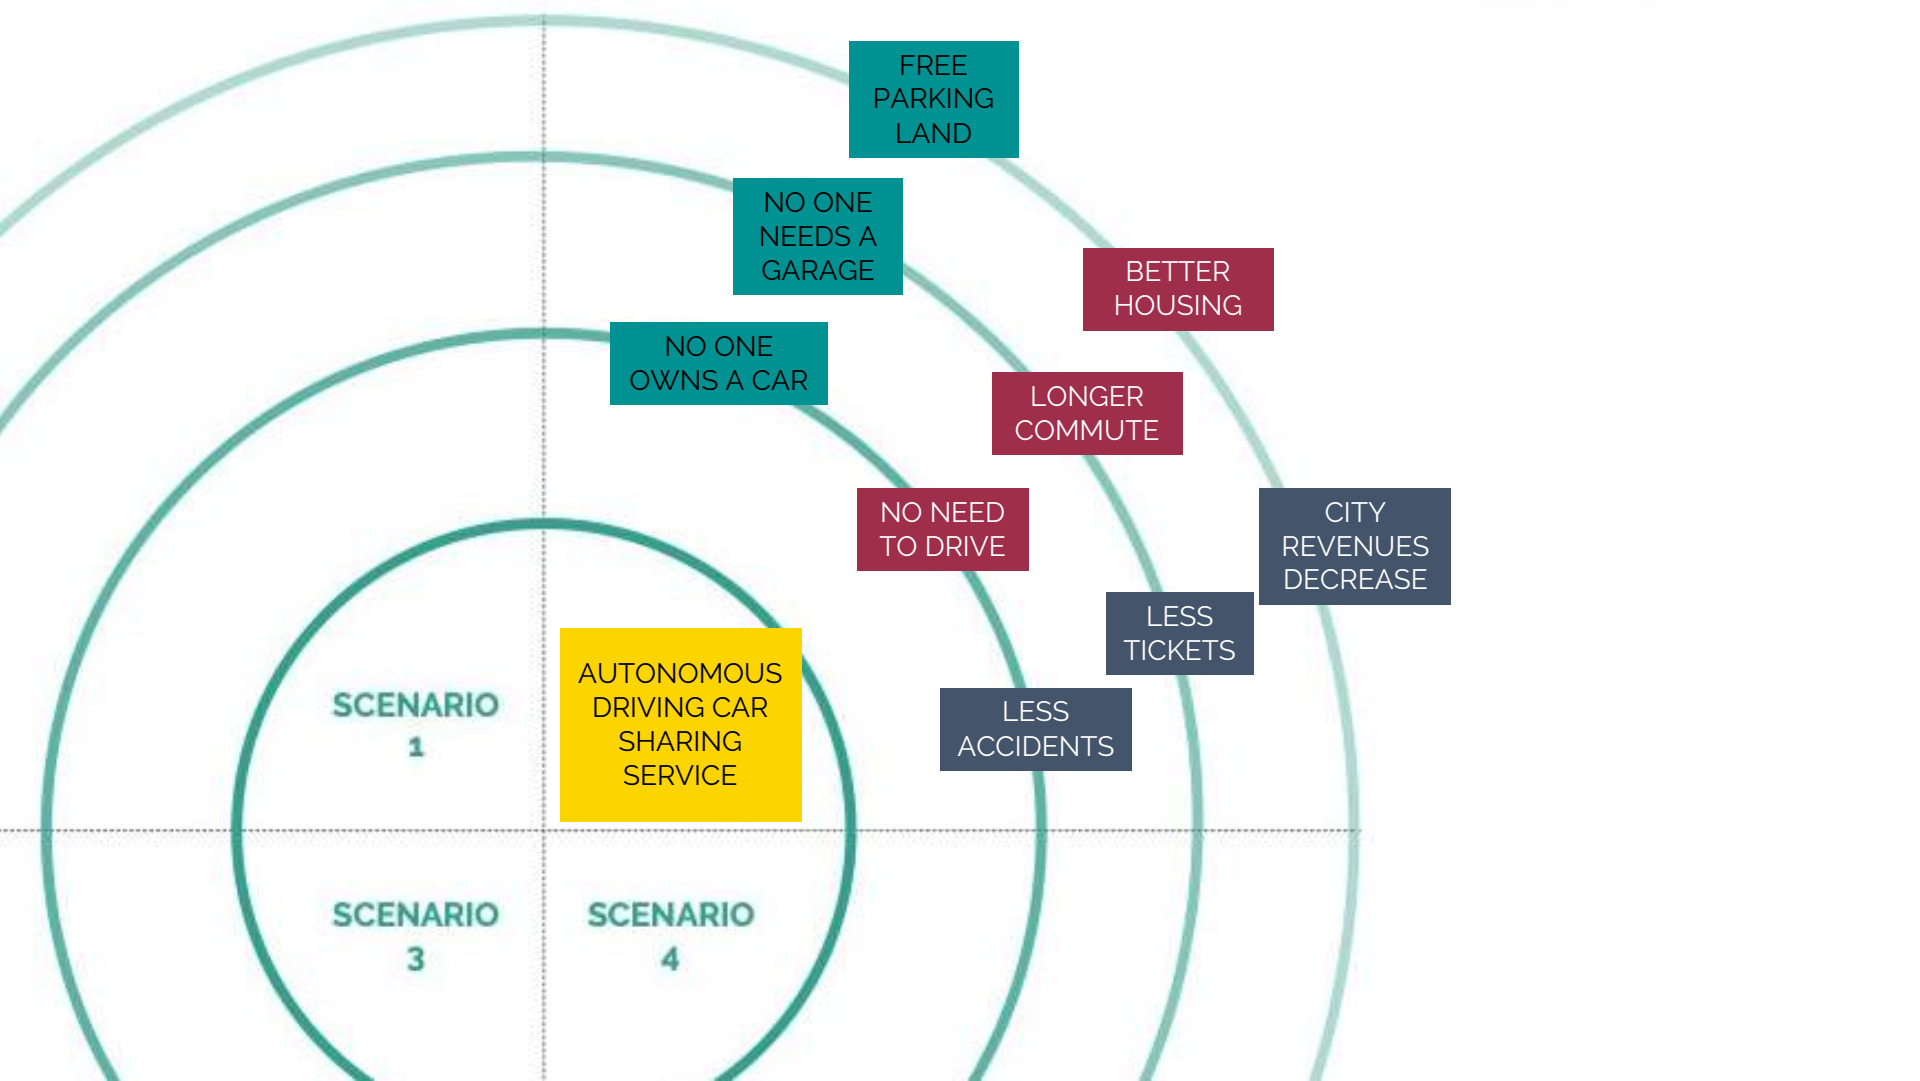 FREE
PARKING
LAND
NO ONE
NEEDS A
GARAGE
BETTER
HOUSING
NO ONE
OWNS A CAR
LONGER
COMMUTE
NO NEED
TO DRIVE
CITY
REVENUES
DECREASE
LESS
TICKETS
AUTONOMOUS
DRIVING CAR
SHARING
SERVICE
LESS
ACCIDENTS
SCENARIO
1
SCENARIO
3
SCENARIO
4